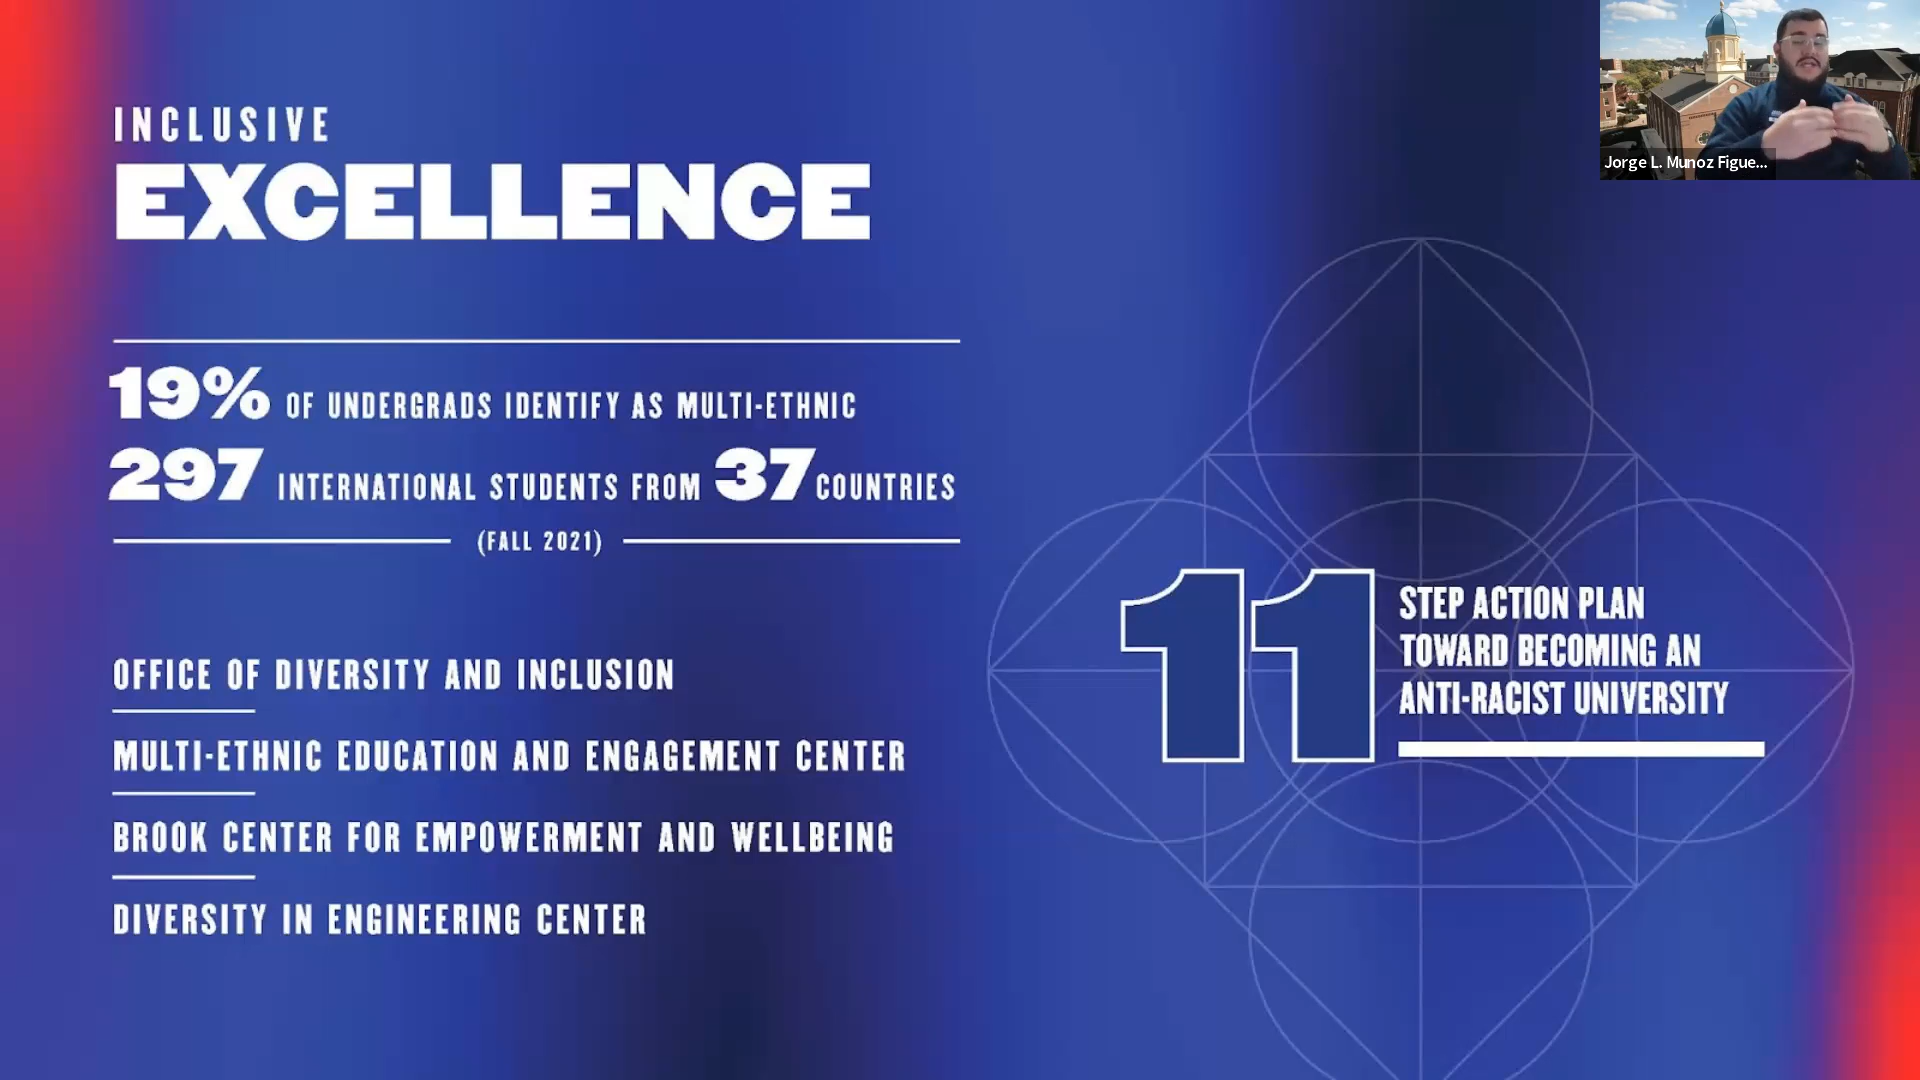 INCLUSIVE
EXCELLENCE
19% OF UNDERGRADS IDENTIFY AS MULTI-ETHNIC
297 INTERNATIONAL STUDENTS FROM 37 COUNTRIES
(FALL 2021)
OFFICE OF DIVERSITY AND INCLUSION
MULTI-ETHNIC EDUCATION AND ENGAGEMENT CENTER
BROOK CENTER FOR EMPOWERMENT AND WELLBEING
DIVERSITY IN ENGINEERING CENTER
11 STEP ACTION PLAN
TOWARD BECOMING AN
ANTI-RACIST UNIVERSITY
Jorge L. Munoz Figue...